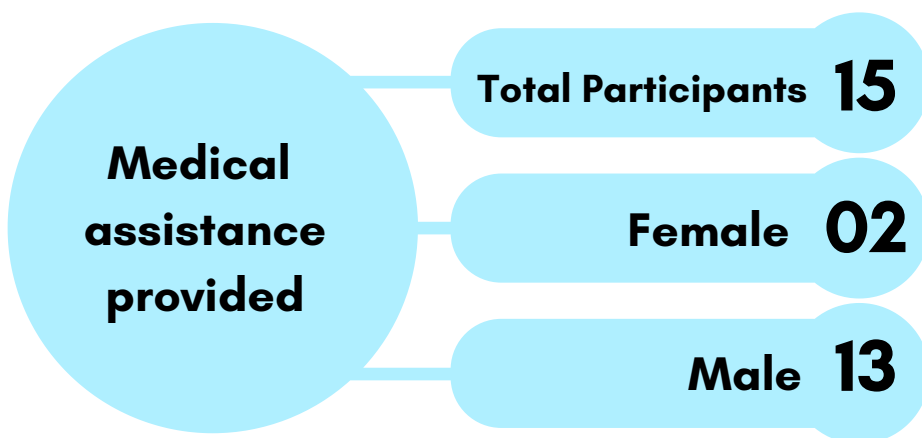 Medical
assistance
provided
Total Participants 15
Female 02
Male 13